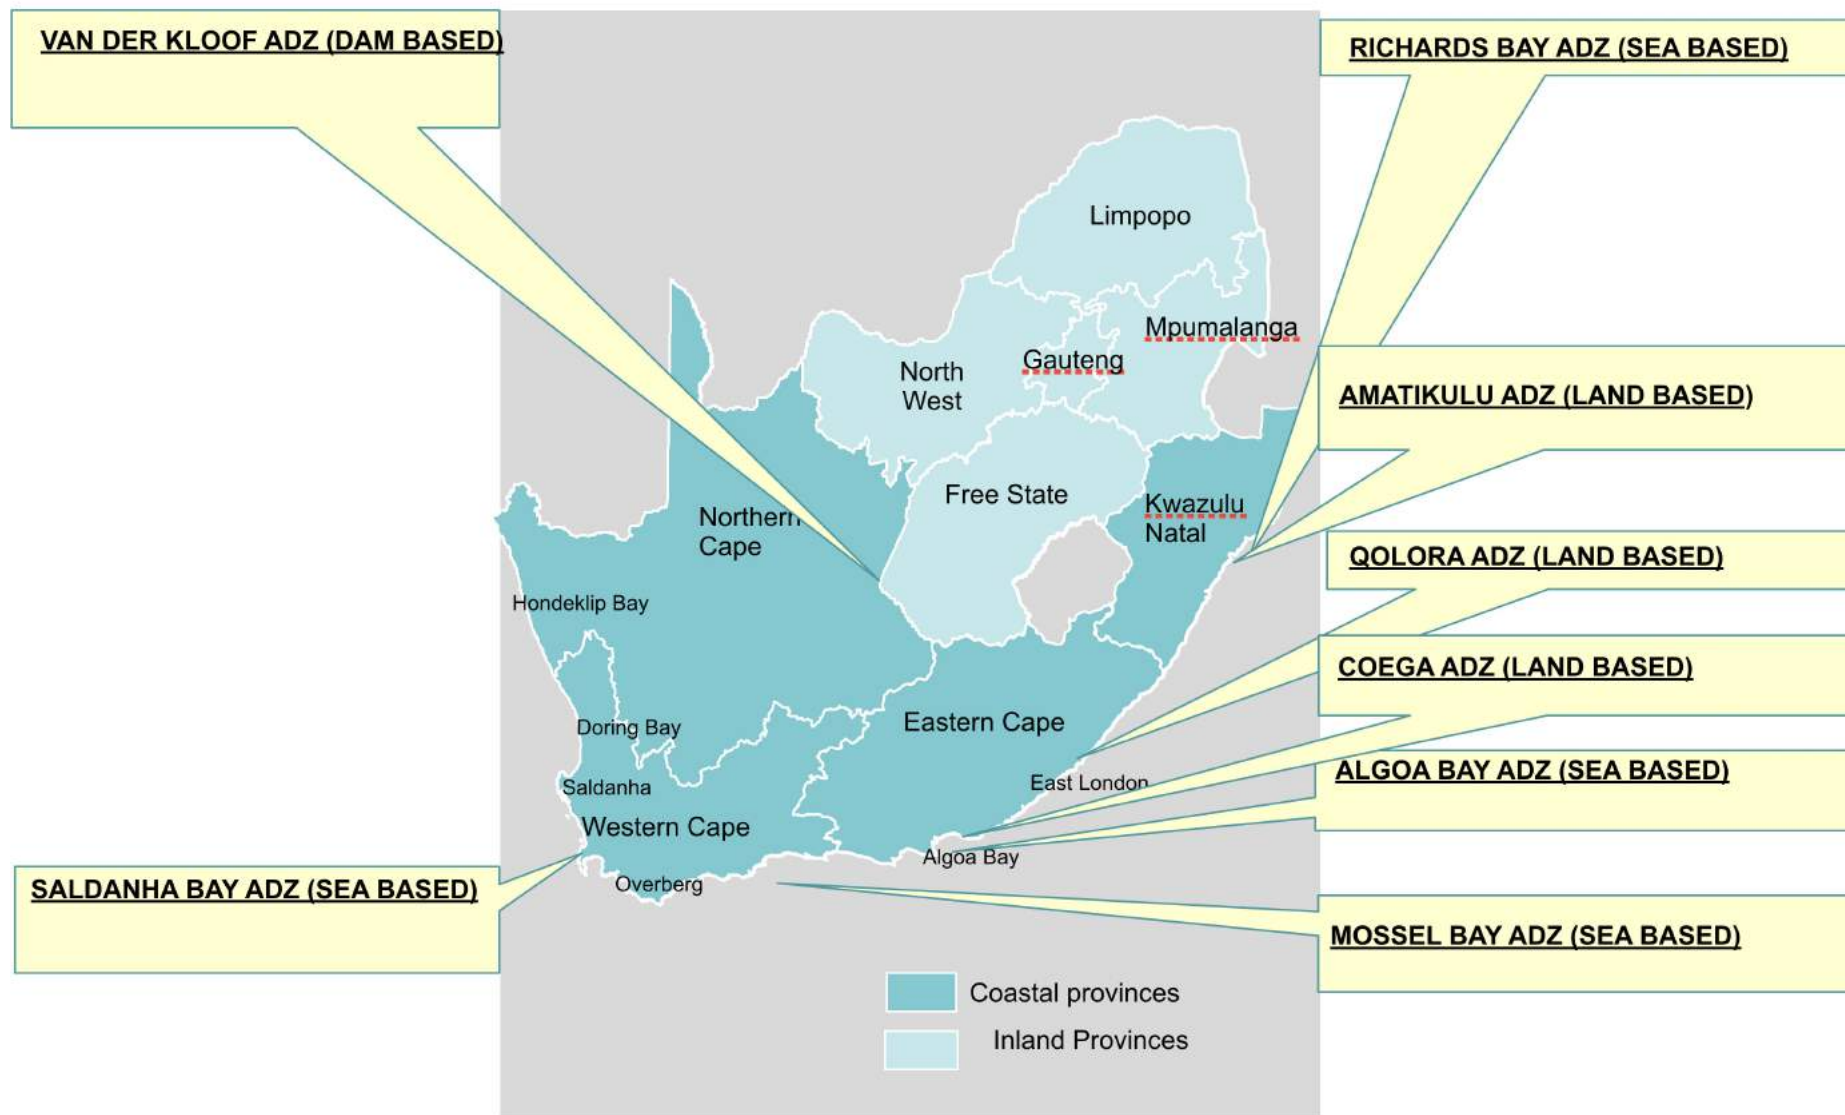 VAN DER KLOOF ADZ (DAM BASED)
RICHARDS BAY ADZ (SEA BASED)
Limpopo
Mpumalanga
Gauteng
North
West
AMATIKULU ADZ (LAND BASED)
Free State
Kwazulu
Natal
Northern
Cape
QOLORA ADZ (LAND BASED)
Hondeklip Bay
COEGA ADZ (LAND BASED)
Eastern Cape
Doring Bay
ALGOA BAY ADZ (SEA BASED)
East London
Saldanha
Western Cape
Algoa Bay
Overberg
SALDANHA BAY ADZ (SEA BASED)
MOSSEL BAY ADZ (SEA BASED)
Coastal provinces
Inland Provinces